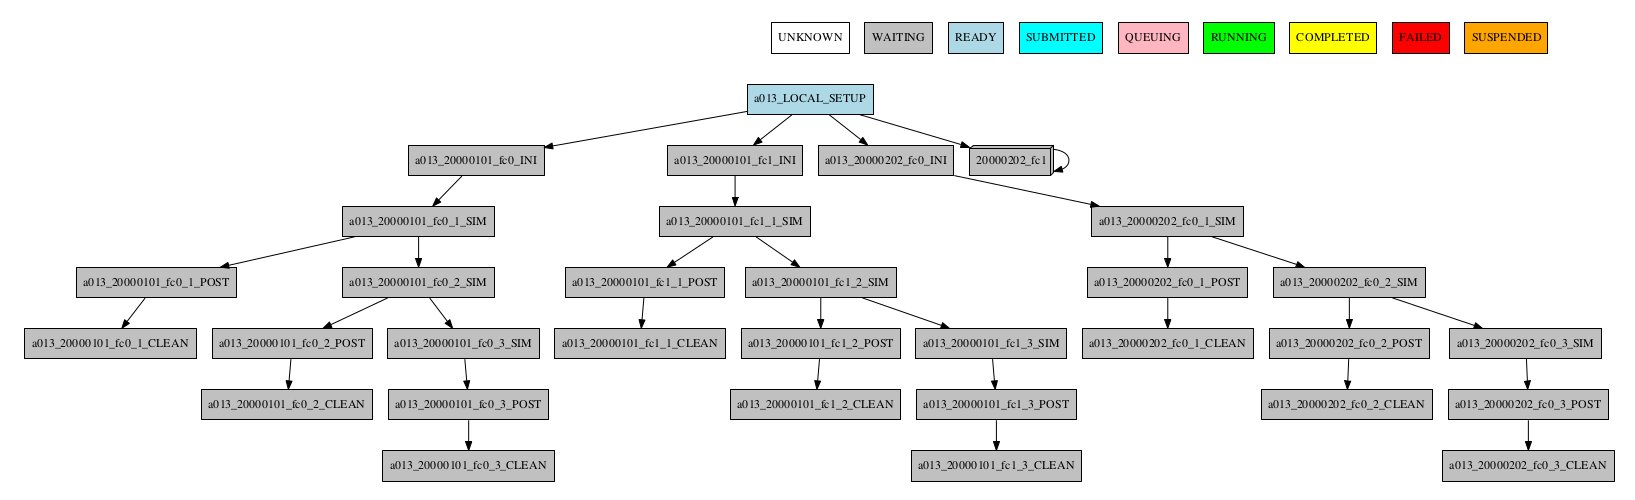 UNKNOWN WAITING READY SUBMITTED QUEUING RUNNING COMPLETED FAILED SUSPENDED
a013_LOCAL_SETUP
a013_20000101_fc0_INI a013_20000101_fc1_INI a013_20000202_fc0_INI 20000202_fc1
a013_20000101_fc0_1_SIM a013_20000101_fc1_1_SIM a013_20000202_fc0_1_SIM
a013_20000101_fc0_1_POST a013_20000101_fc0_2_SIM a013_20000101_fc1_1_POST a013_20000101_fc1_2_SIM a013_20000202_fc0_1_POST a013_20000202_fc0_2_SIM
a013_20000101_fc0_1_CLEAN a013_20000101_fc0_2_POST a013_20000101_fc0_3_SIM a013_20000101_fc1_1_CLEAN a013_20000101_fc1_2_POST a013_20000101_fc1_3_SIM a013_20000202_fc0_1_CLEAN a013_20000202_fc0_2_POST a013_20000202_fc0_3_SIM
a013_20000101_fc0_2_CLEAN a013_20000101_fc0_3_POST a013_20000101_fc1_2_CLEAN a013_20000101_fc1_3_POST a013_20000202_fc0_2_CLEAN a013_20000202_fc0_3_POST
a013_20000101_fc0_3_CLEAN a013_20000101_fc1_3_CLEAN a013_20000202_fc0_3_CLEAN